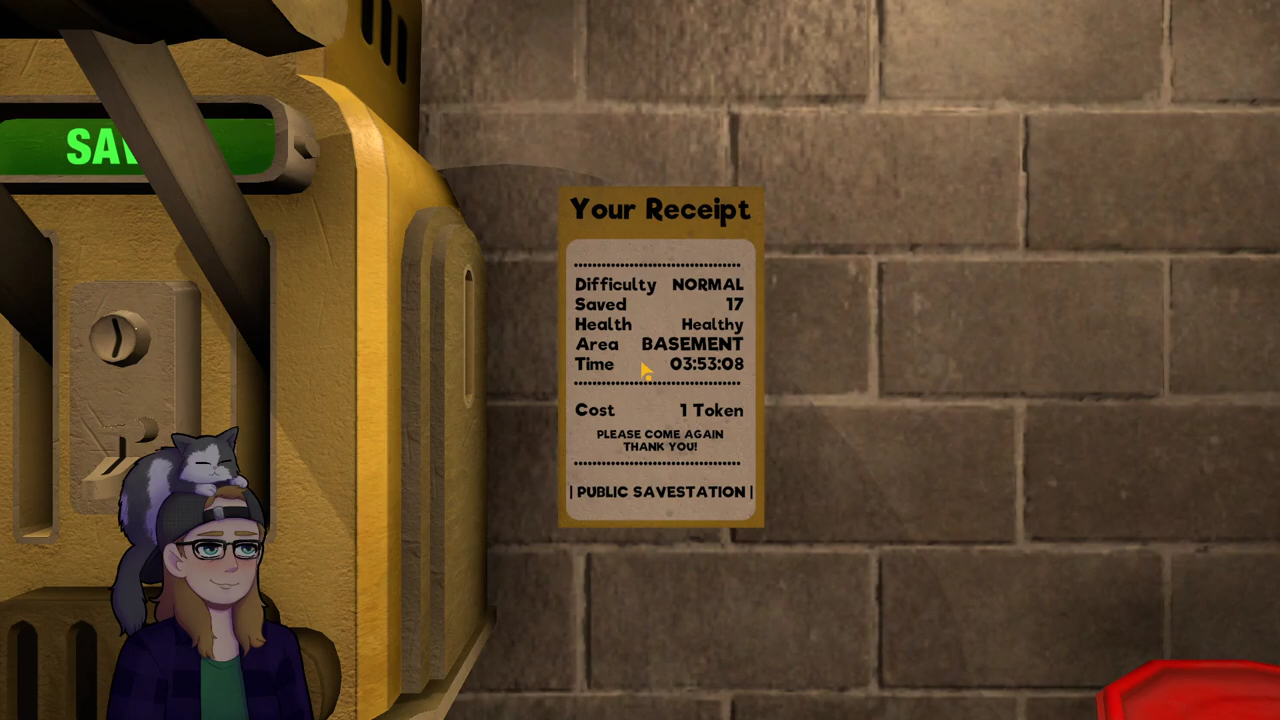 SAV
Your Receipt
Difficulty NORMAL
Saved 17
Health Healthy
Area BASEMENT
Time 03:53:08
Cost 1 Token
PLEASE COME AGAIN
THANK YOU!
| PUBLIC SAVESTATION |